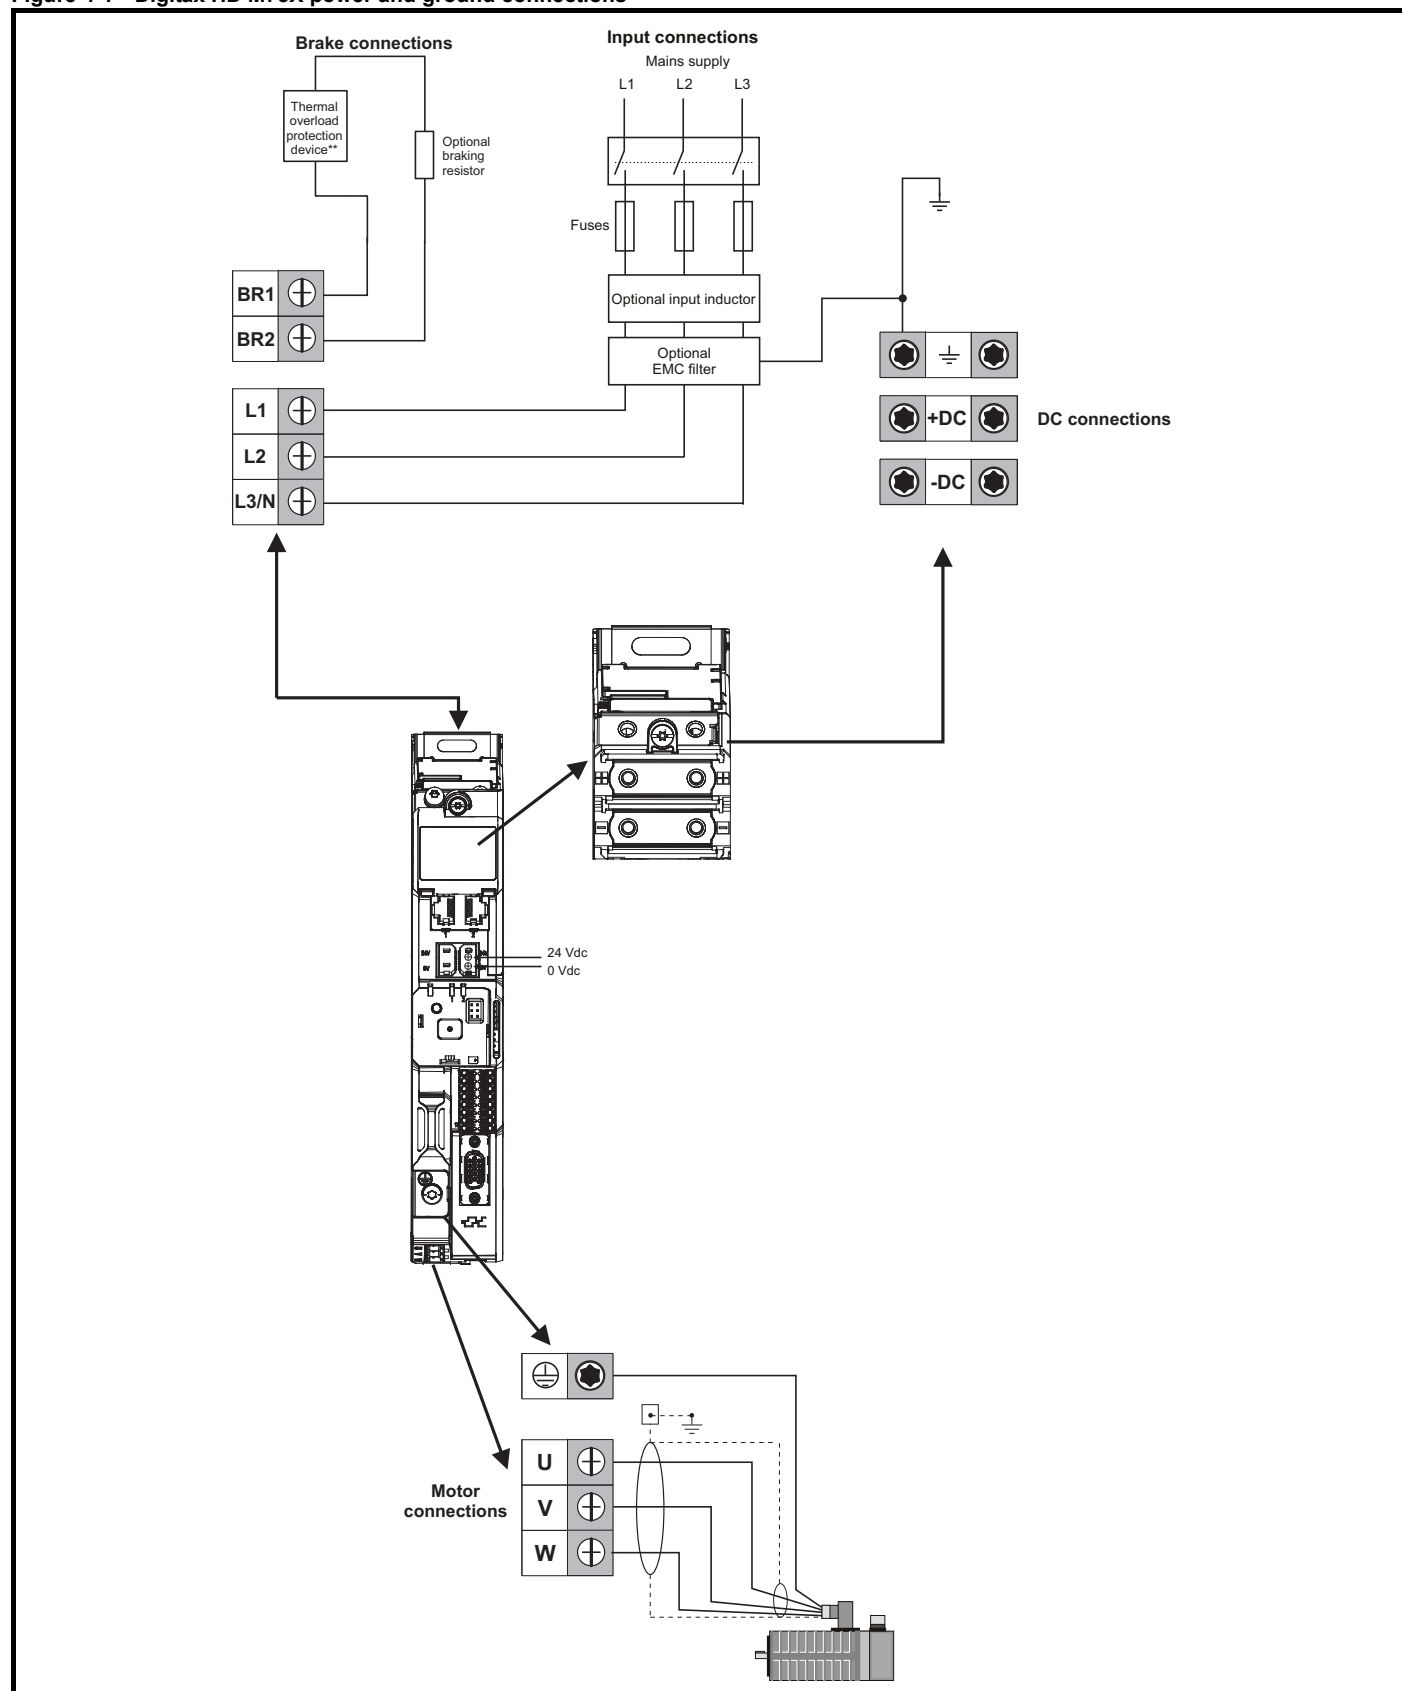 Brake connections
Input connections
Mains supply
L1 L2 L3
Thermal
overload
protection
device**
Optional
braking
resistor
Fuses
BR1
BR2
Optional input inductor
Optional
EMC filter
L1
L2
L3/N
+DC
-DC
DC connections
24 Vdc
0 Vdc
Motor
connections
U
V
W